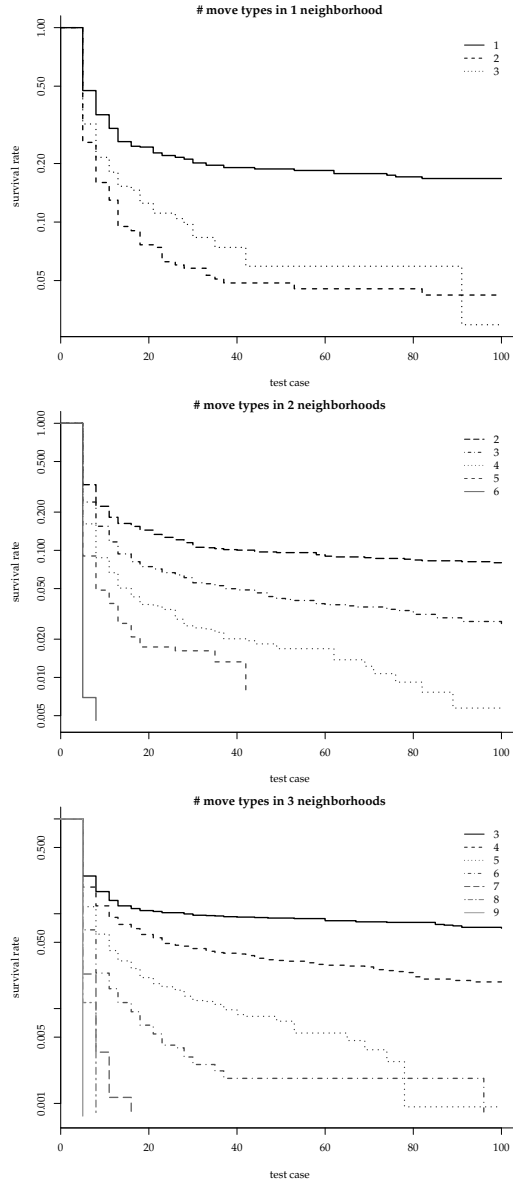 # move types in 1 neighborhood
1.00
0.50
0.20
0.10
0.05
survival rate
1
2
3
0 20 40 60 80 100
test case
# move types in 2 neighborhoods
1.000
0.500
0.200
0.100
0.050
0.020
0.010
0.005
survival rate
2
3
4
5
6
0 20 40 60 80 100
test case
# move types in 3 neighborhoods
0.500
0.050
0.005
0.001
survival rate
3
4
5
6
7
8
9
0 20 40 60 80 100
test case